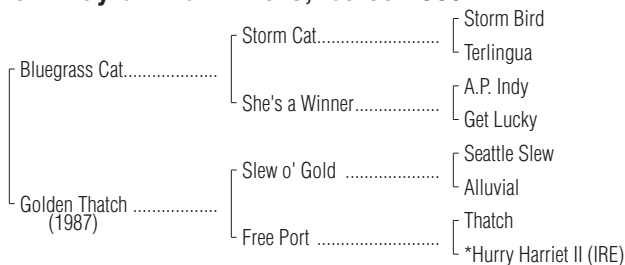 Storm Bird
Storm Cat....................
Terlingua
Bluegrass Cat......................
A.P. Indy
She's a Winner..................
Get Lucky
Seattle Slew
Slew o' Gold ....................
Alluvial
Golden Thatch ....................
(1987)
Thatch
Free Port ..........................
*Hurry Harriet II (IRE)